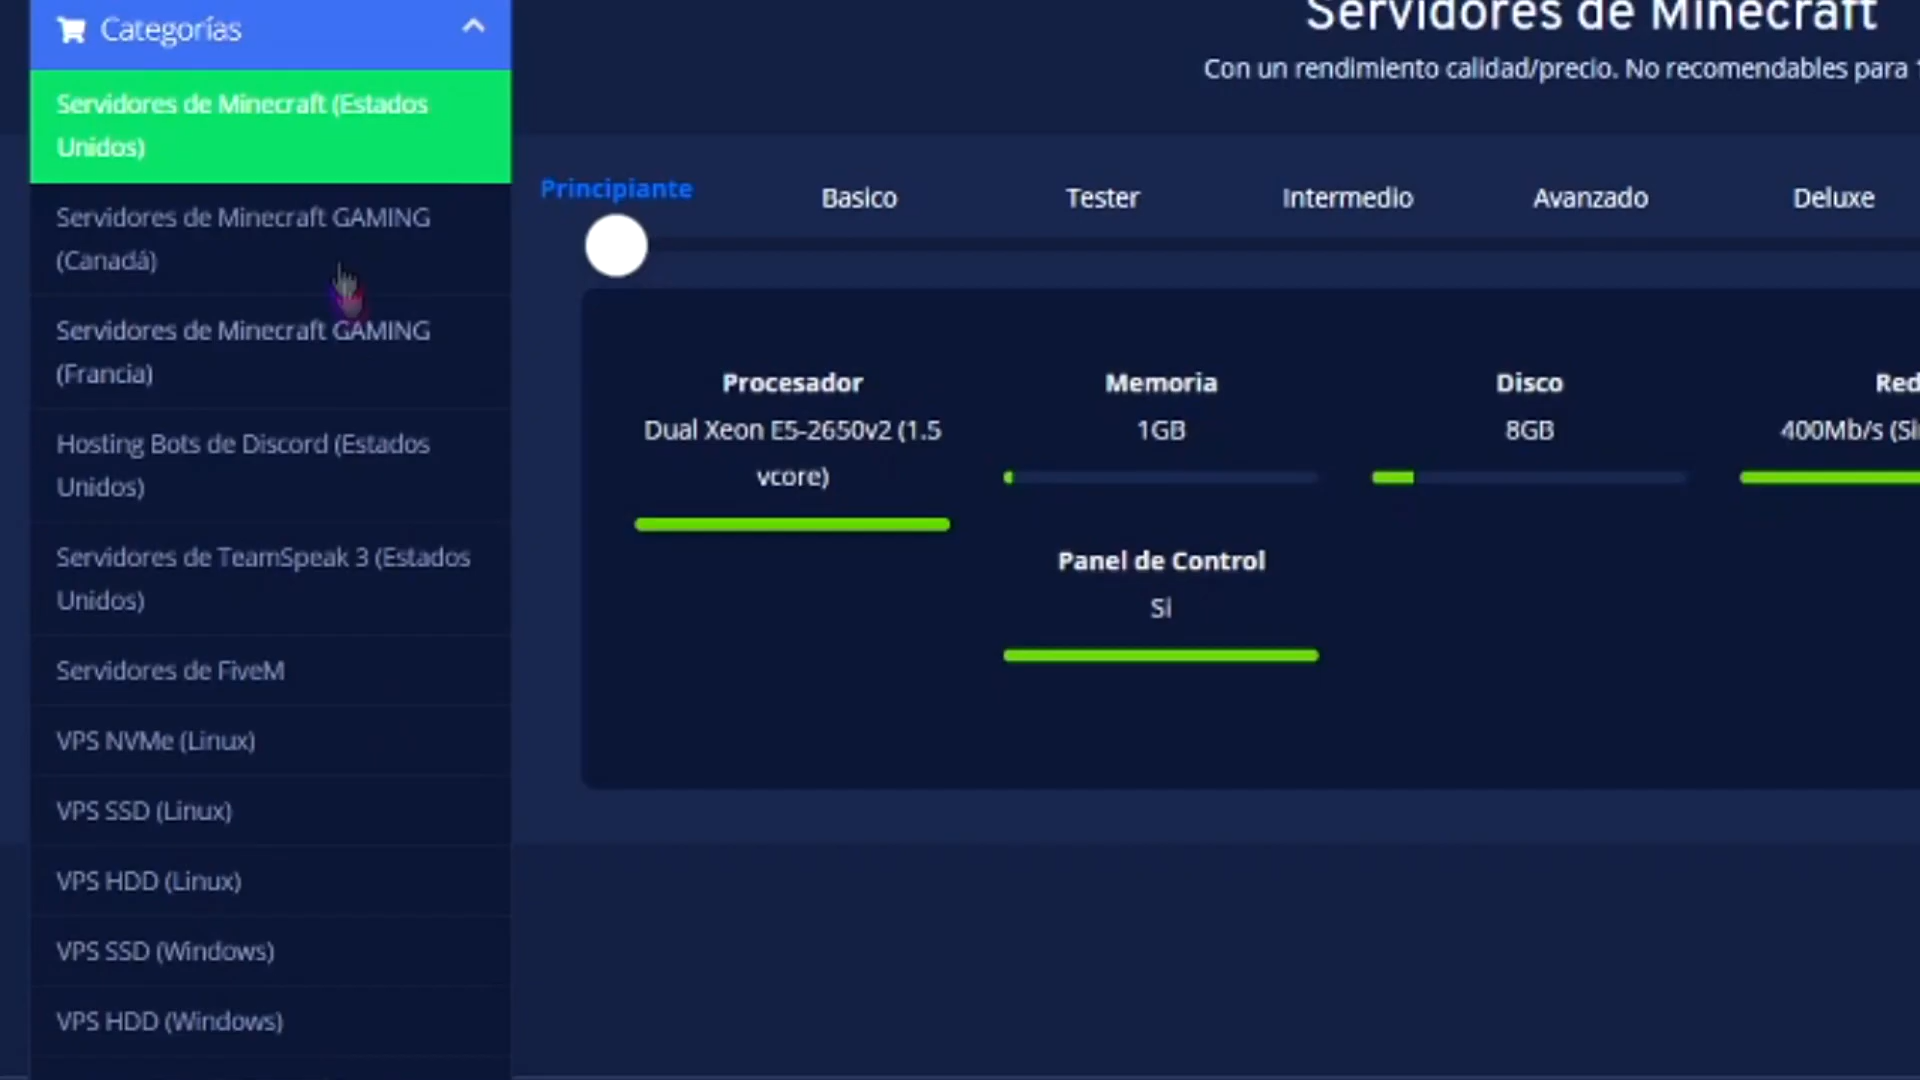 Categorías
Servidores de Minecraft (Estados
Unidos)
Servidores de Minecraft GAMING
(Canadá)
Servidores de Minecraft GAMING
(Francia)
Hosting Bots de Discord (Estados
Unidos)
Servidores de TeamSpeak 3 (Estados
Unidos)
Servidores de FiveM
VPS NVMe (Linux)
VPS SSD (Linux)
VPS HDD (Linux)
VPS SSD (Windows)
VPS HDD (Windows)
Servidores de Minecraft
Con un rendimiento calidad/precio. No recomendables para
Principiante
Basico
Tester
Intermedio
Avanzado
Deluxe
Procesador
Dual Xeon E5-2650v2 (1.5
vcore)
Memoria
1GB
Disco
8GB
Red
400Mb/s
Panel de Control
Si